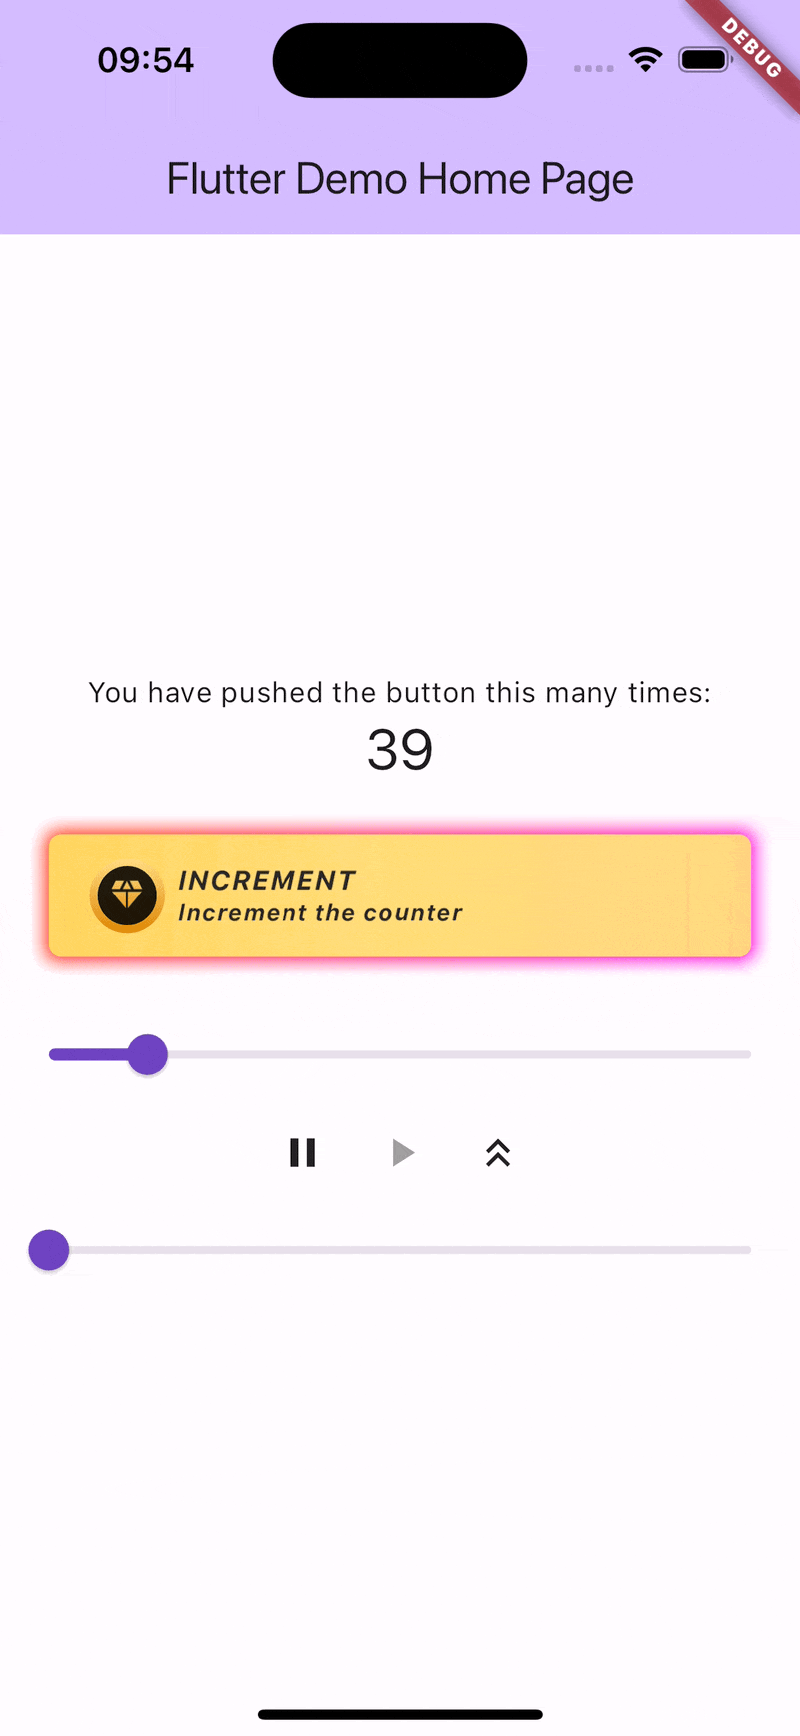 09:54
DEBUG
Flutter Demo Home Page
You have pushed the button this many times:
39
INCREMENT
Increment the counter